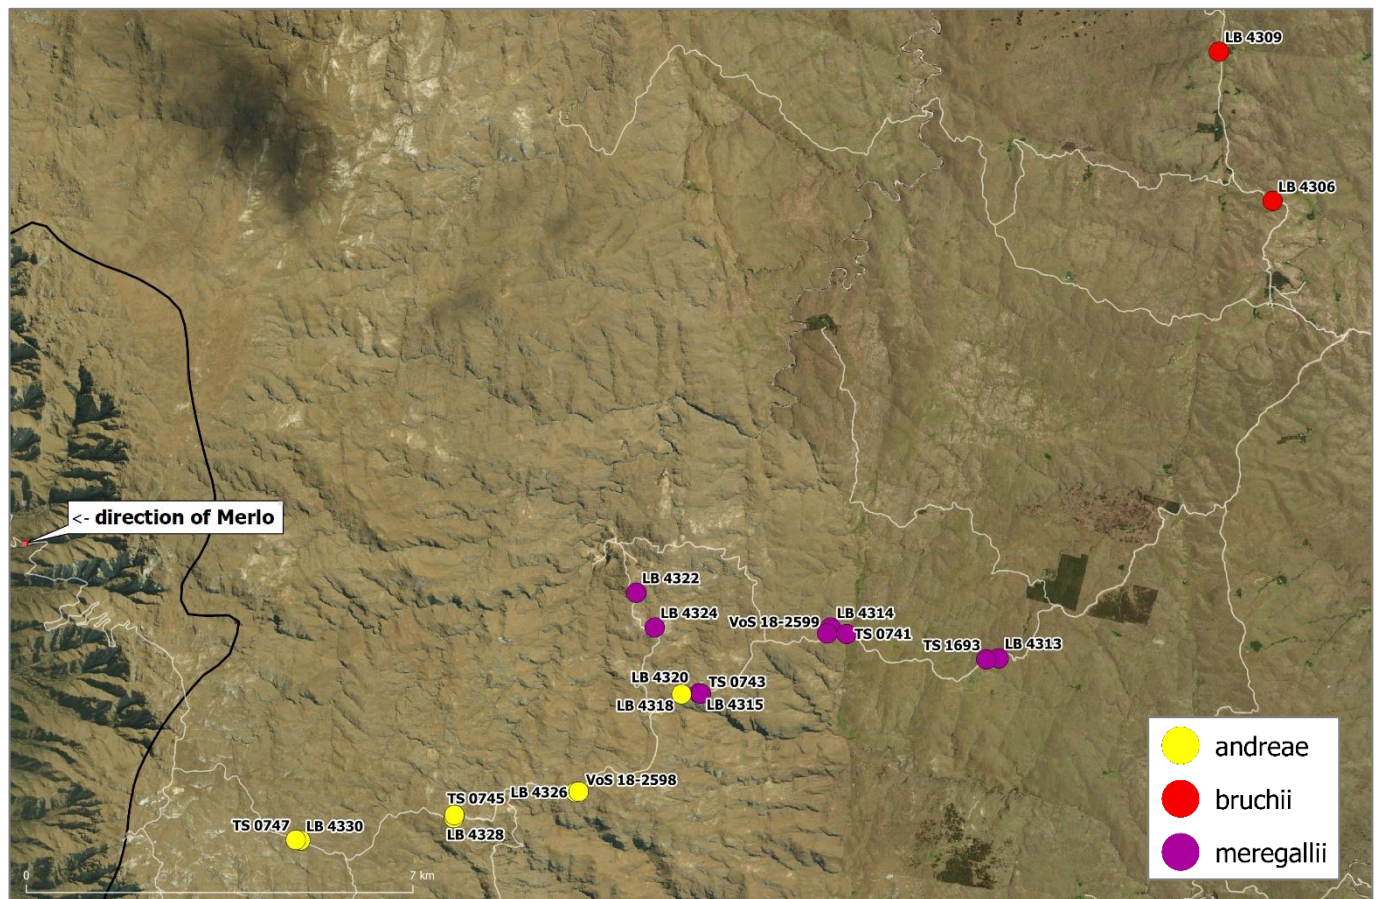 LB 4309
LB 4306
<- direction of Merlo
LB 4322
LB 4324
LB 4314
VoS 18-2599
TS 0741
TS 1693
LB 4313
LB 4320
TS 0743
LB 4318
LB 4315
VoS 18-2598
LB 4326
TS 0745
LB 4328
TS 0747
LB 4330
andreae
bruchii
meregallii
0
7 km